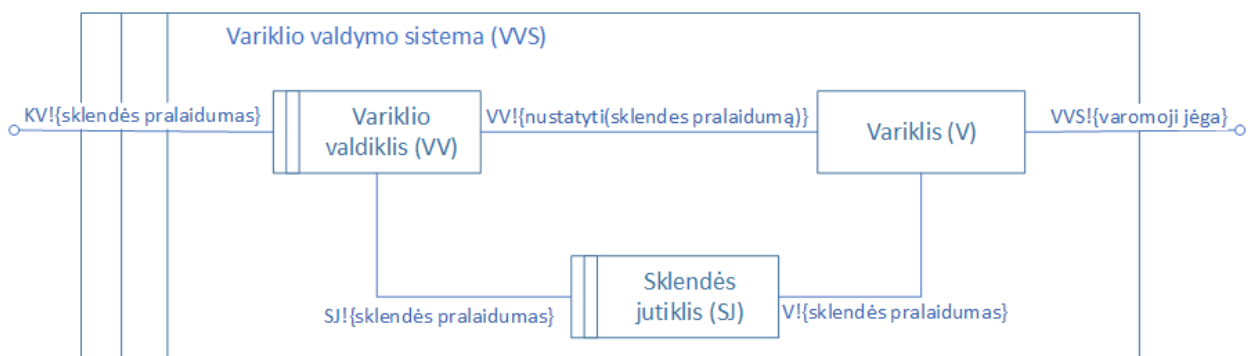 Variklio valdymo sistema (VVS)
KV!{sklendės pralaidumas}
Variklio
valdiklis (VV)
VV!{nustatyti(sklendes pralaidumą)}
Variklis (V)
VVS!{varomoji jėga}
SJ!{sklendės pralaidumas}
Sklendės
jutiklis (SJ)
V!{sklendės pralaidumas}